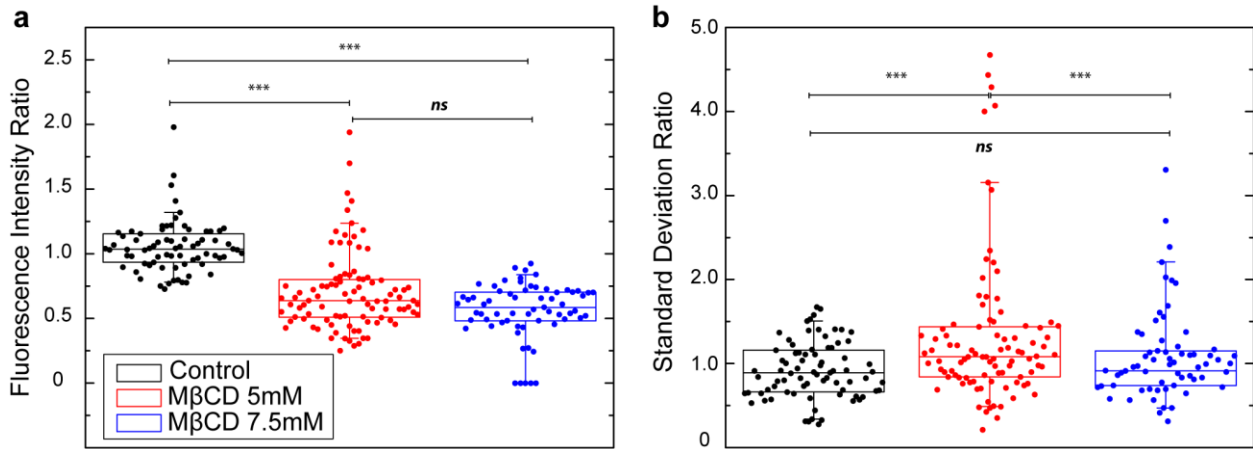 a
Fluorescence Intensity Ratio
2.5
2.0
1.5
1.0
0.5
0
***
***
ns
Control
MβCD 5mM
MβCD 7.5mM
b
Standard Deviation Ratio
5.0
4.0
3.0
2.0
1.0
0
*** ***
ns